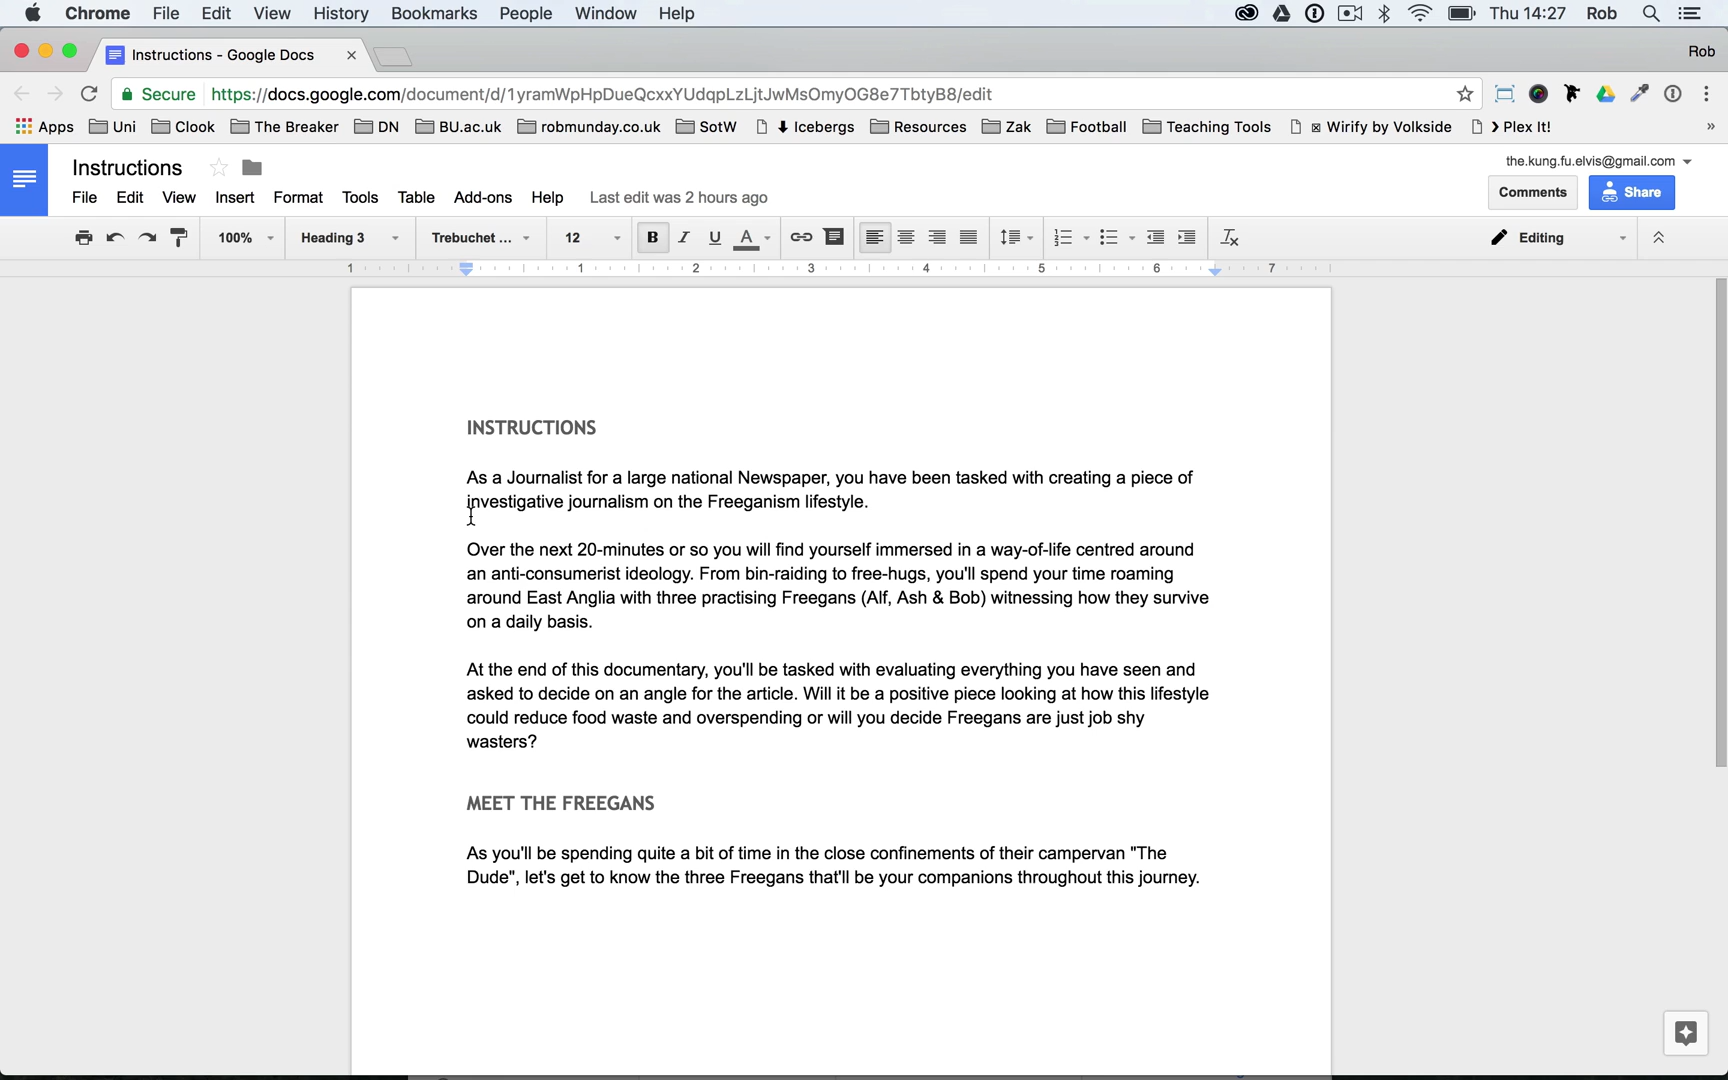 Chrome File Edit View History Bookmarks People Window Help Thu 14:27 Rob
Instructions - Google Docs Rob
Secure https://docs.google.com/document/d/1yramWpHpDueQcxxYUdqpLzLjtJwMsOmyOG8e7TbtyB8/edit
Apps Uni Clook The Breaker DN BU.ac.uk robmunday.co.uk SotW Icebergs Resources Zak Football Teaching Tools Wirify by Volkside Plex It! »
Instructions the.kung.fu.elvis@gmail.com
File Edit View Insert Format Tools Table Add-ons Help Last edit was 2 hours ago Comments Share
100% Heading 3 Trebuchet ... 12 B I U A Editing
1 1 2 3 4 5 6 7
INSTRUCTIONS
As a Journalist for a large national Newspaper, you have been tasked with creating a piece of
investigative journalism on the Freeganism lifestyle.
Over the next 20-minutes or so you will find yourself immersed in a way-of-life centred around
an anti-consumerist ideology. From bin-raiding to free-hugs, you'll spend your time roaming
around East Anglia with three practising Freegans (Alf, Ash & Bob) witnessing how they survive
on a daily basis.
At the end of this documentary, you'll be tasked with evaluating everything you have seen and
asked to decide on an angle for the article. Will it be a positive piece looking at how this lifestyle
could reduce food waste and overspending or will you decide Freegans are just job shy
wasters?
MEET THE FREEGANS
As you'll be spending quite a bit of time in the close confinements of their campervan "The
Dude", let's get to know the three Freegans that'll be your companions throughout this journey.